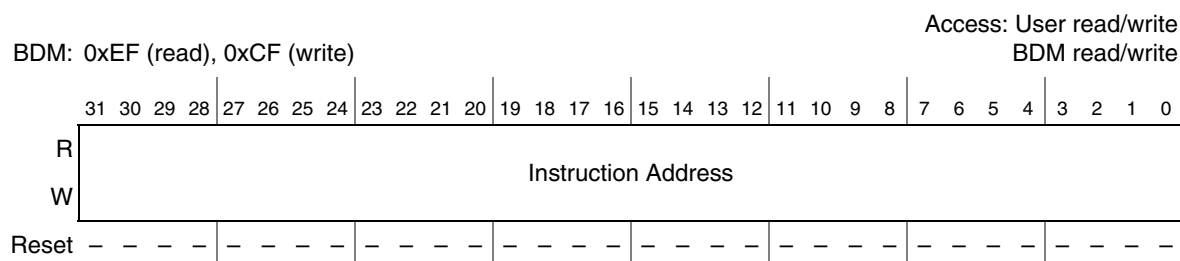 Access: User read/write
BDM: 0xEF (read), 0xCF (write) BDM read/write
31 30 29 28 27 26 25 24 23 22 21 20 19 18 17 16 15 14 13 12 11 10 9 8 7 6 5 4 3 2 1 0
R
Instruction Address
W
Reset – – – – – – – – – – – – – – – – – – – – – – – – – – – – – – – –